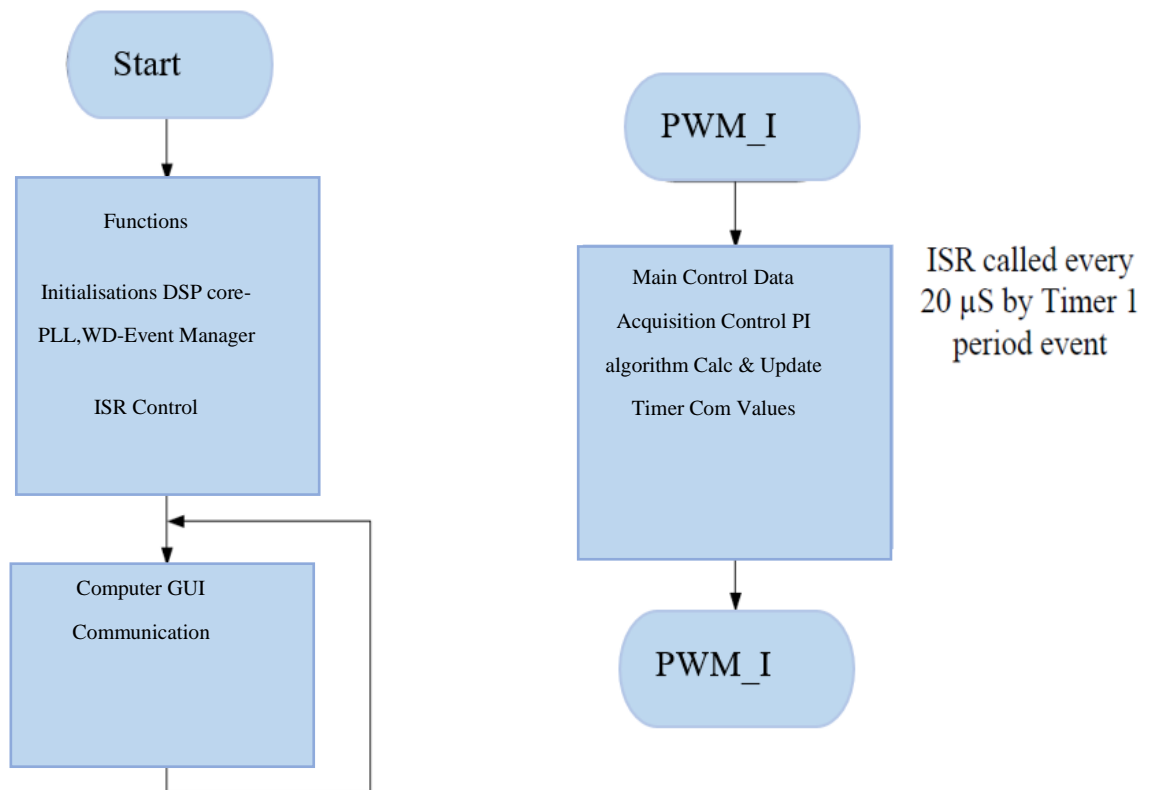 Start
Functions
Initialisations DSP core-
PLL,WD-Event Manager
ISR Control
Computer GUI
Communication
PWM_I
Main Control Data
Acquisition Control PI
algorithm Calc & Update
Timer Com Values
PWM_I
ISR called every
20 µS by Timer 1
period event